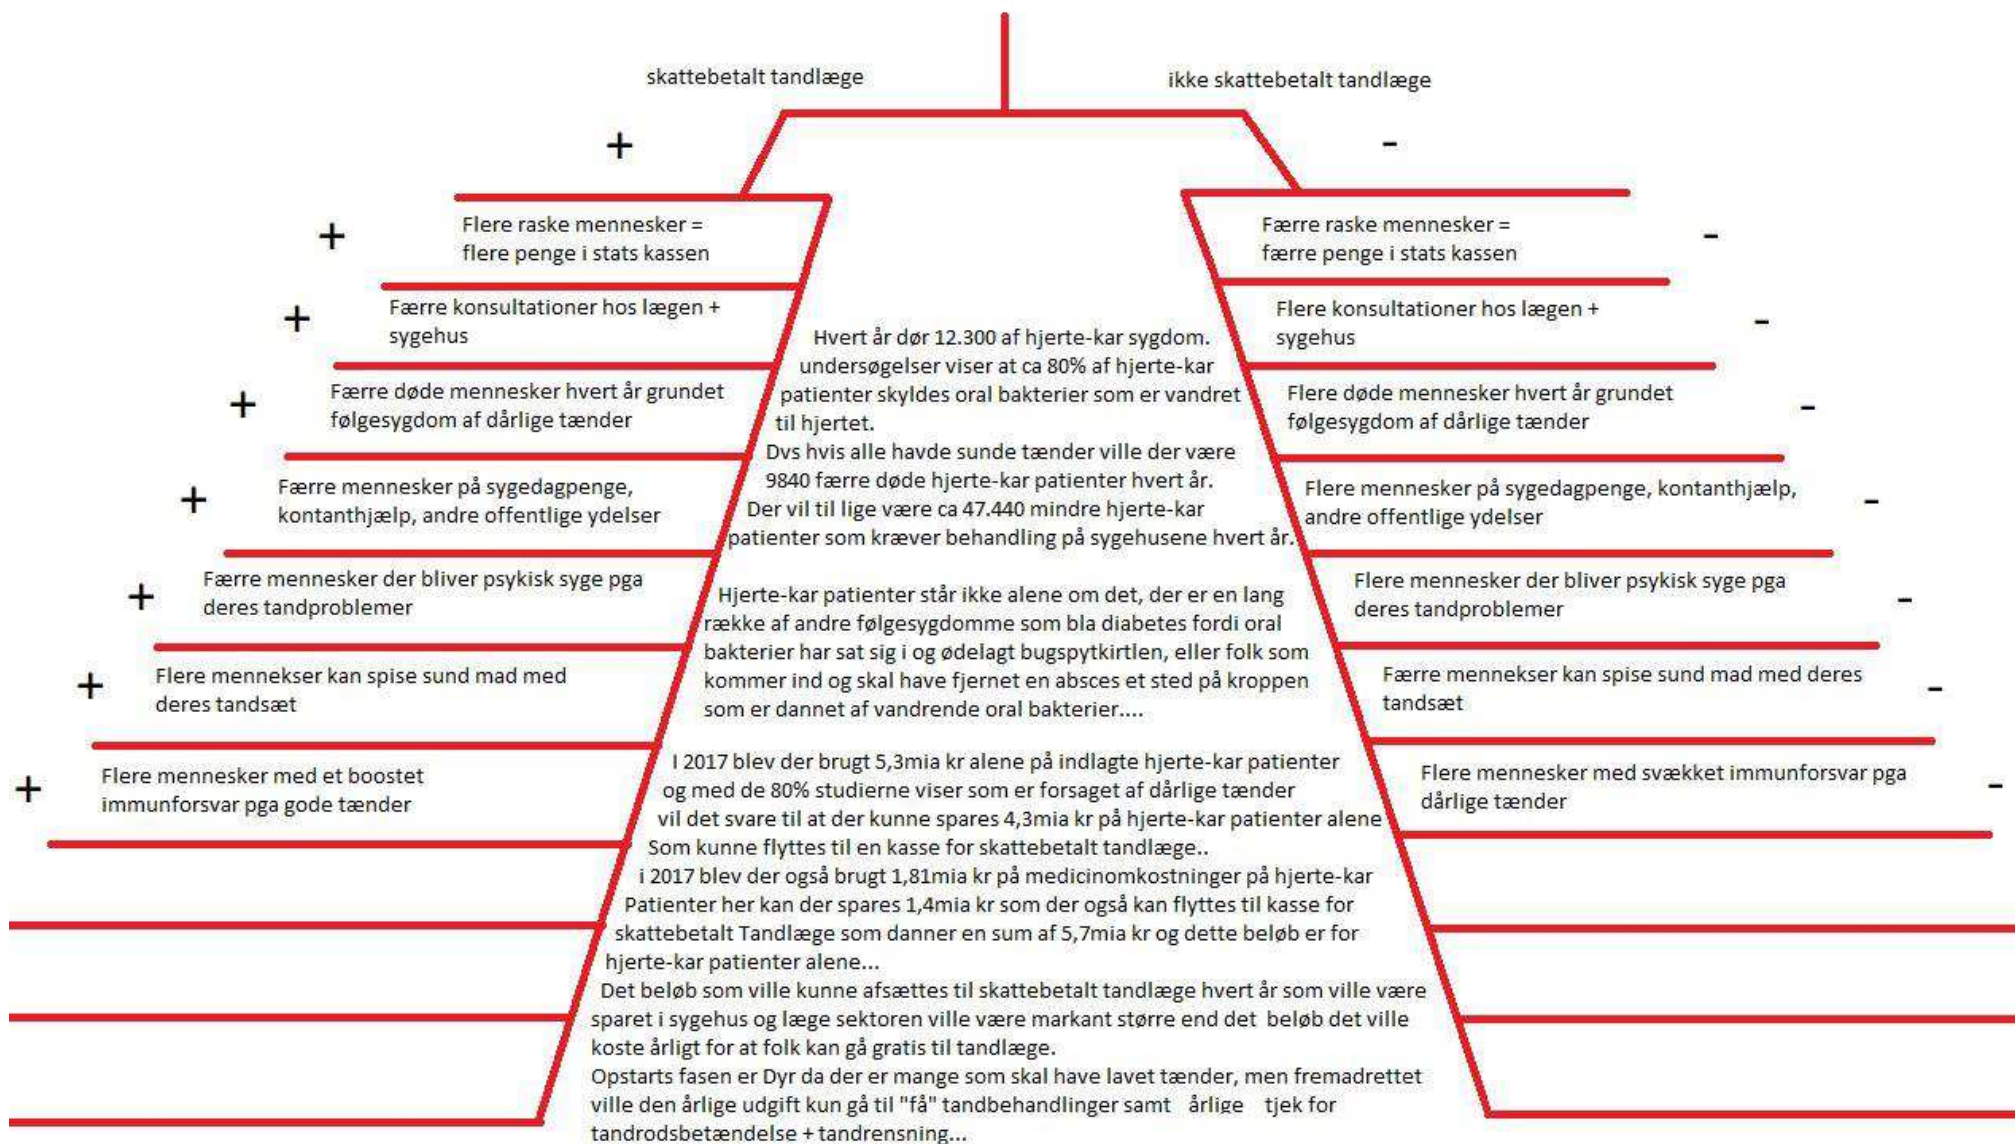 skattebetalt tandlæge
ikke skattebetalt tandlæge
+
-
+
Flere raske mennesker =
flere penge i stats kassen
+
Færre konsultationer hos lægen +
sygehus
+
Færre døde mennesker hvert år grundet
følgesygdom af dårlige tænder
+
Færre mennesker på sygedagpenge,
kontanthjælp, andre offentlige ydelser
+
Færre mennesker der bliver psykisk syge pga
deres tandproblemer
+
Flere mennekser kan spise sund mad med
deres tandsæt
+
Flere mennesker med et boostet
immunforsvar pga gode tænder
Hvert år dør 12.300 af hjerte-kar sygdom.
undersøgelser viser at ca 80% af hjerte-kar
patienter skyldes oral bakterier som er vandret
til hjertet.
Dvs hvis alle havde sunde tænder ville der være
9840 færre døde hjerte-kar patienter hvert år.
Der vil til lige være ca 47.440 mindre hjerte-kar
patienter som kræver behandling på sygehusene hvert år.
Hjerte-kar patienter står ikke alene om det, der er en lang
række af andre følgesygdomme som bla diabetes fordi oral
bakterier har sat sig i og ødelagt bugspytkirtlen, eller folk som
kommer ind og skal have fjernet en absces et sted på kroppen
som er dannet af vandrende oral bakterier....
I 2017 blev der brugt 5,3mia kr alene på indlagte hjerte-kar patienter
og med de 80% studierne viser som er forsaget af dårlige tænder
vil det svare til at der kunne spares 4,3mia kr på hjerte-kar patienter alene
Som kunne flyttes til en kasse for skattebetalt tandlæge..
i 2017 blev der også brugt 1,81mia kr på medicinomkostninger på hjerte-kar
Patienter her kan der spares 1,4mia kr som der også kan flyttes til kasse for
skattebetalt Tandlæge som danner en sum af 5,7mia kr og dette beløb er for
hjerte-kar patienter alene...
Det beløb som ville kunne afsættes til skattebetalt tandlæge hvert år som ville være
sparet i sygehus og læge sektoren ville være markant større end det beløb det ville
koste årligt for at folk kan gå gratis til tandlæge.
Opstarts fasen er Dyr da der er mange som skal have lavet tænder, men fremadrettet
ville den årlige udgift kun gå til "få" tandbehandlinger samt årlige tjek for
tandrodsbetændelse + tandrensning...
Færre raske mennesker =
færre penge i stats kassen
-
Flere konsultationer hos lægen +
sygehus
-
Flere døde mennesker hvert år grundet
følgesygdom af dårlige tænder
-
Flere mennesker på sygedagpenge, kontanthjælp,
andre offentlige ydelser
-
Flere mennesker der bliver psykisk syge pga
deres tandproblemer
-
Færre mennekser kan spise sund mad med deres
tandsæt
-
Flere mennesker med svækket immunforsvar pga
dårlige tænder
-